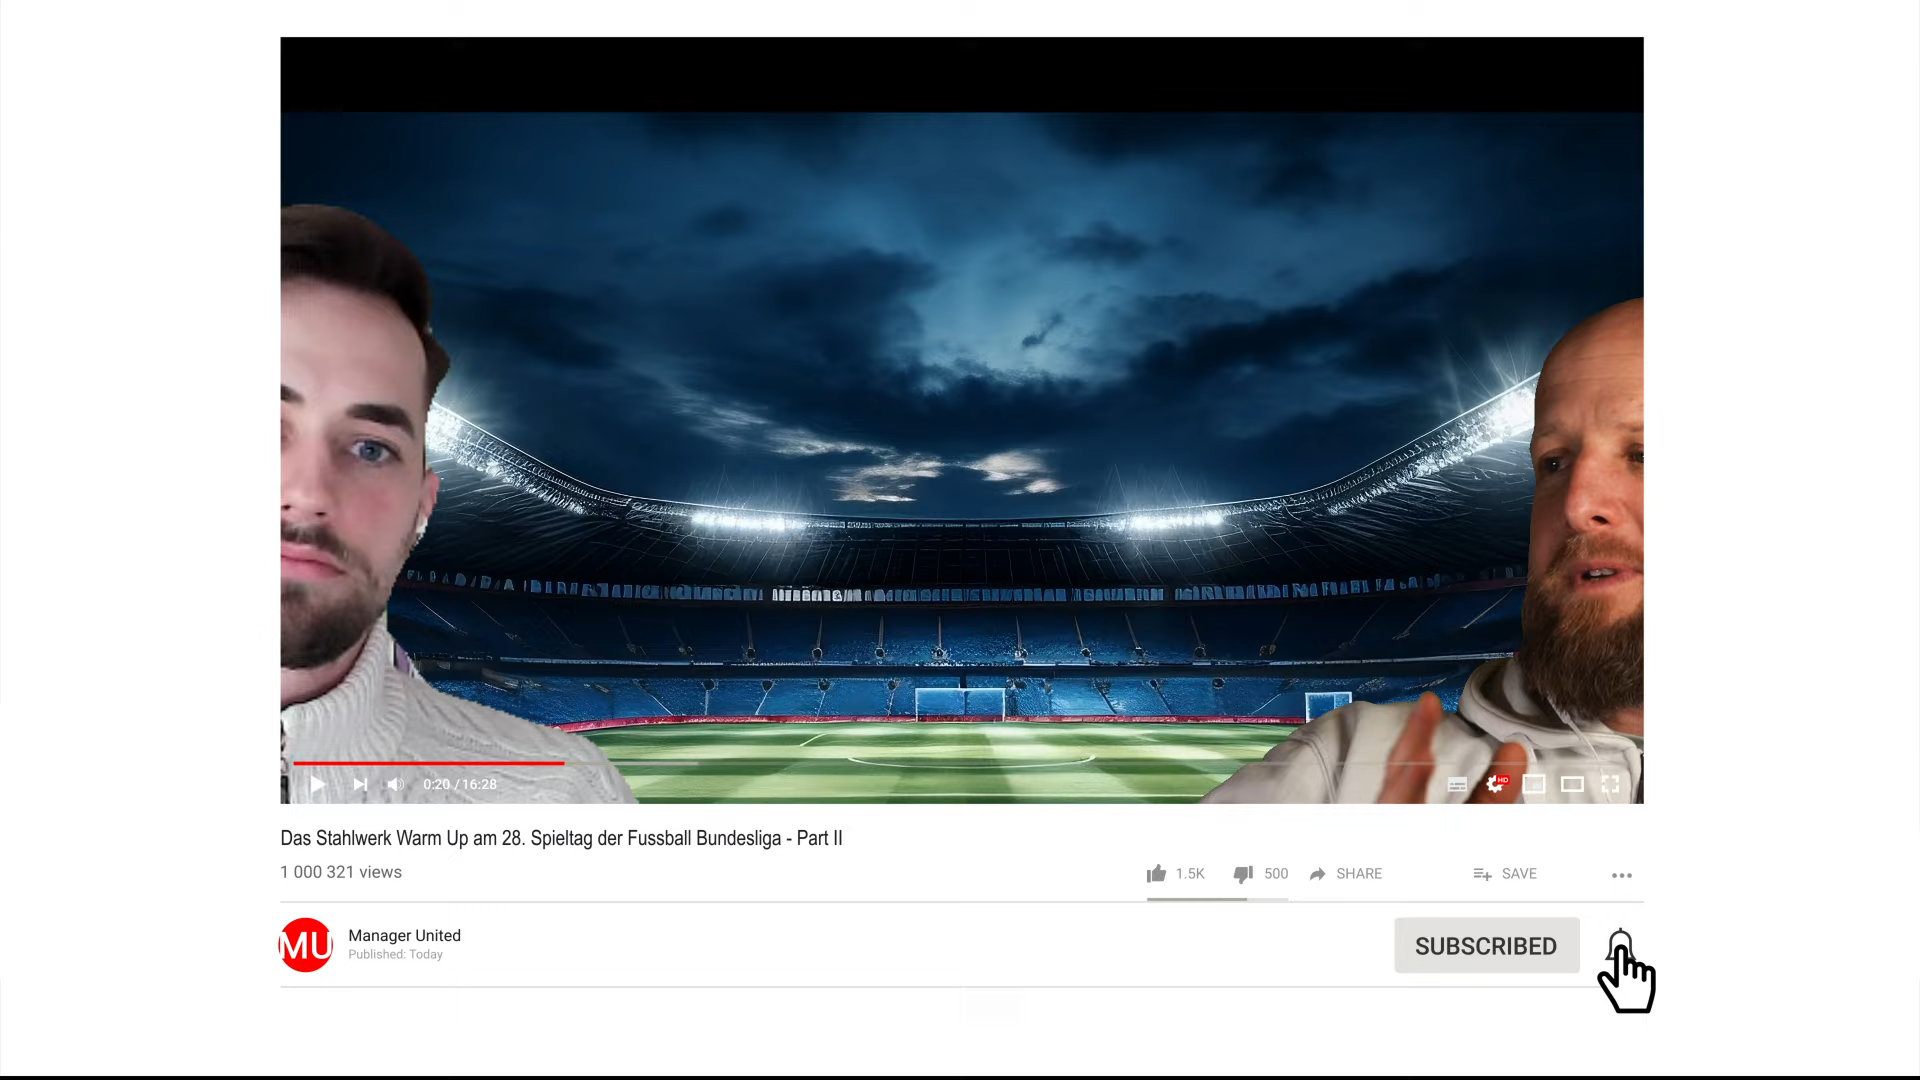 0:20 / 16:28
HD
Das Stahlwerk Warm Up am 28. Spieltag der Fussball Bundesliga - Part II
1 000 321 views
1.5K
500
SHARE
SAVE
MU
Manager United
Published: Today
SUBSCRIBED